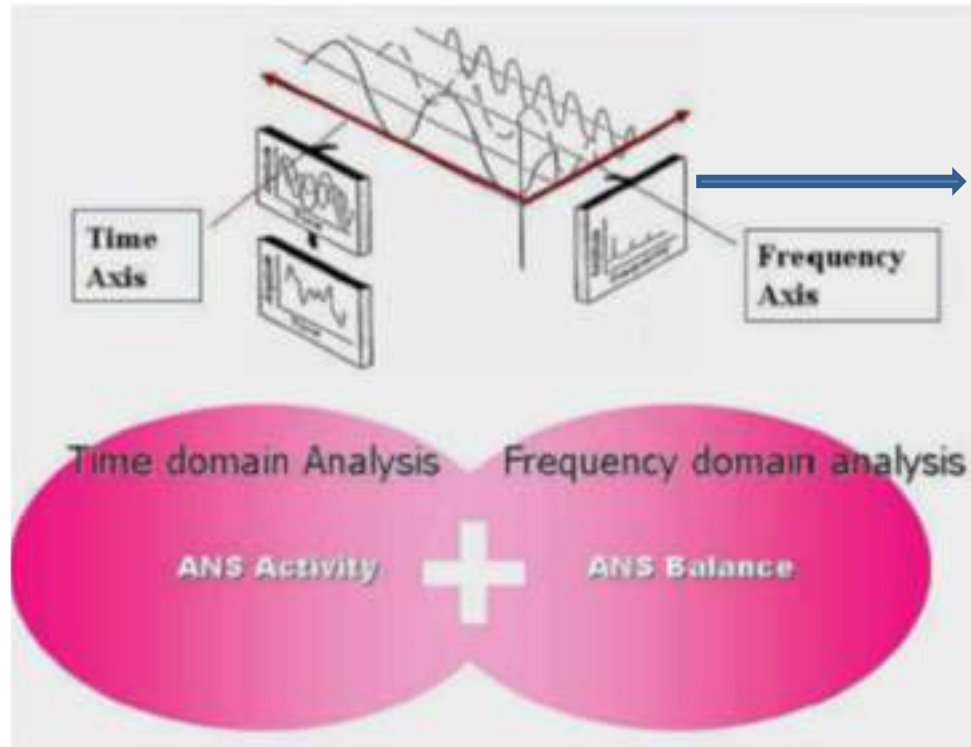 Time
Axis
Frequency
Axis
Time domain Analysis
Frequency domain analysis
ANS Activity
ANS Balance